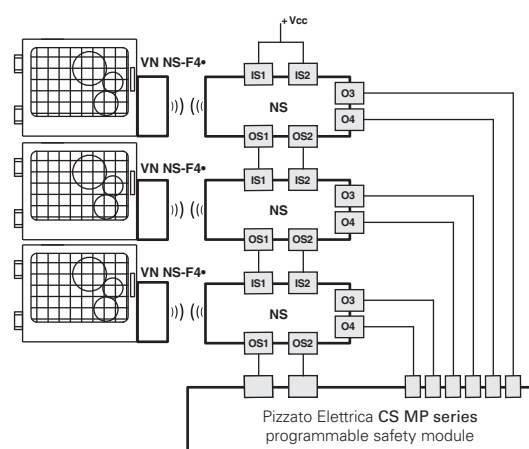 + Vcc
VN NS-F4•
IS1 IS2
NS
O3
O4
OS1 OS2
VN NS-F4•
IS1 IS2
NS
O3
O4
OS1 OS2
VN NS-F4•
IS1 IS2
NS
O3
O4
OS1 OS2
Pizzato Elettrica CS MP series
programmable safety module